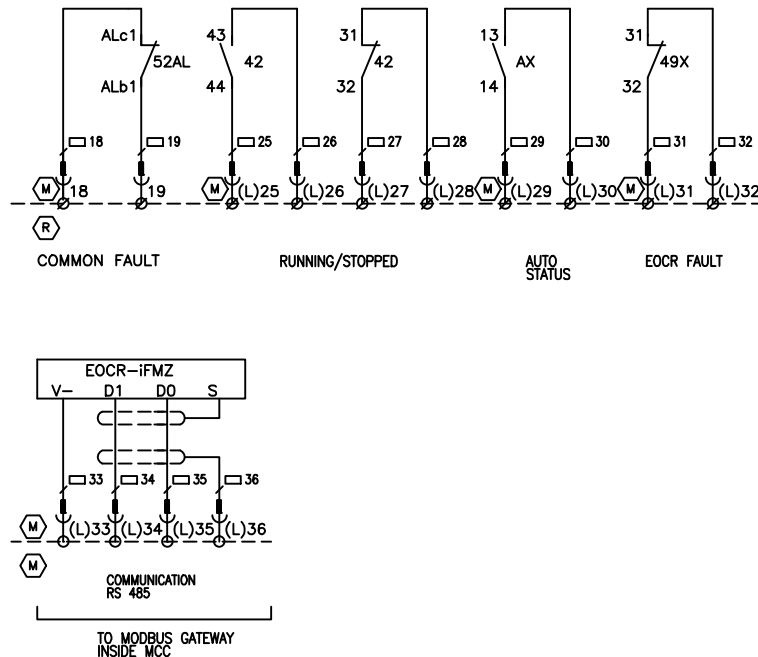 ALc1 43 31 13 31
52AL 42 42 AX 49X
ALb1 44 32 14 32
18 19 25 26 27 28 29 30 31 32
M 18 19 M (L)25 (L)26 (L)27 (L)28 M (L)29 (L)30 M (L)31 (L)32
R
COMMON FAULT RUNNING/STOPPED AUTO EOCR FAULT
STATUS
EOCR-iFMZ
V- D1 D0 S
33 34 35 36
M (L)33 (L)34 (L)35 (L)36
M
COMMUNICATION
RS 485
TO MODBUS GATEWAY
INSIDE MCC